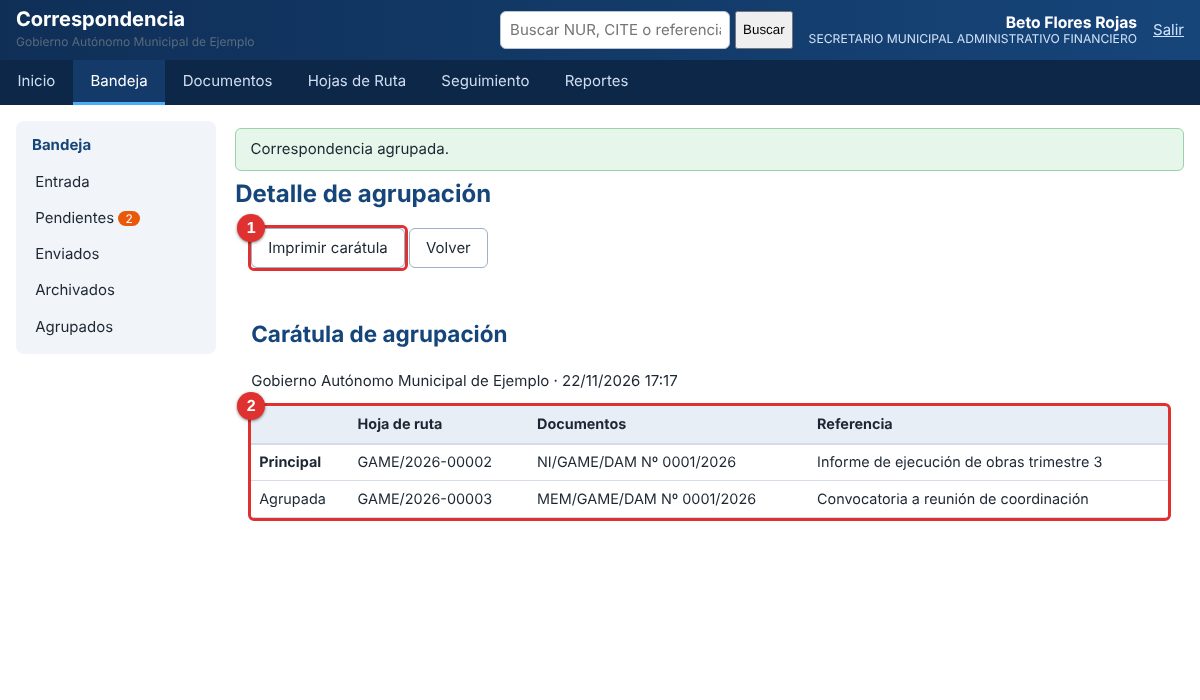 Correspondencia
Gobierno Autónomo Municipal de Ejemplo
Buscar NUR, CITE o referencia
Buscar
Beto Flores Rojas
SECRETARIO MUNICIPAL ADMINISTRATIVO FINANCIERO
Salir
Inicio Bandeja Documentos Hojas de Ruta Seguimiento Reportes
Bandeja
Entrada
Pendientes 2
Enviados
Archivados
Agrupados
Correspondencia agrupada.
Detalle de agrupación
1
Imprimir carátula Volver
Carátula de agrupación
Gobierno Autónomo Municipal de Ejemplo · 22/11/2026 17:17
2
Hoja de ruta Documentos Referencia
Principal GAME/2026-00002 NI/GAME/DAM Nº 0001/2026 Informe de ejecución de obras trimestre 3
Agrupada GAME/2026-00003 MEM/GAME/DAM Nº 0001/2026 Convocatoria a reunión de coordinación